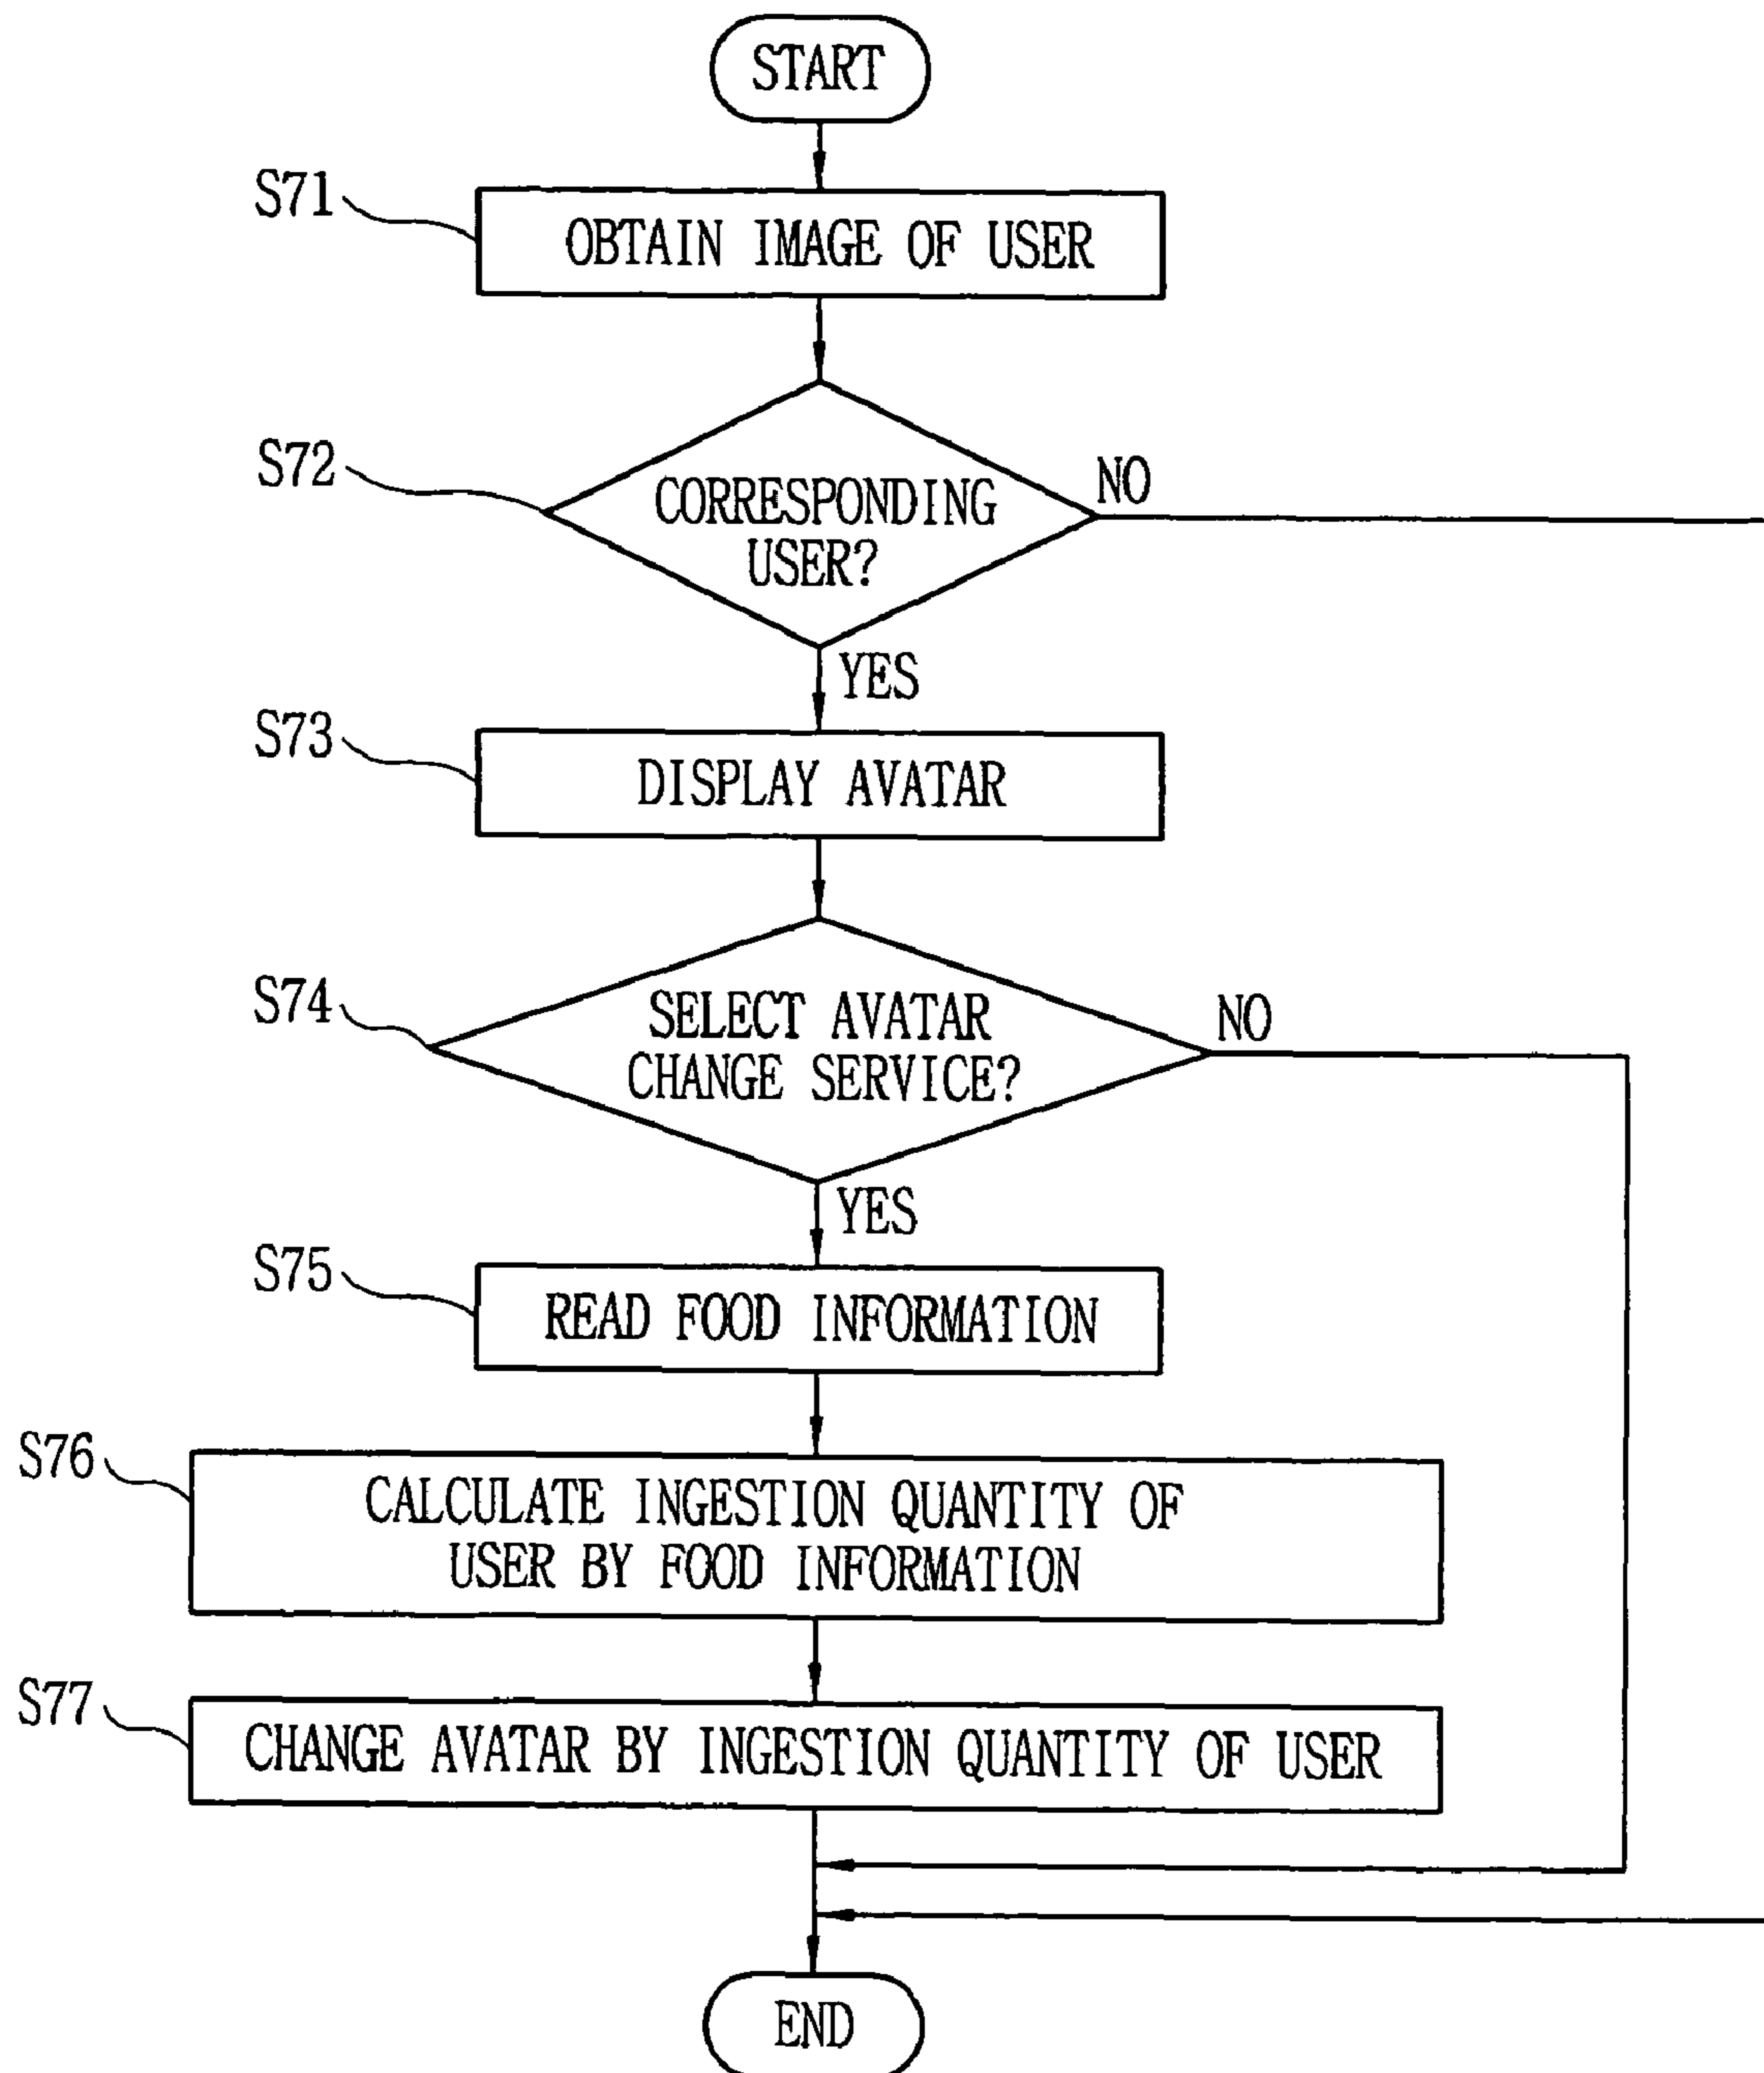 START
S71
OBTAIN IMAGE OF USER
S72
CORRESPONDING
USER?
NO
YES
S73
DISPLAY AVATAR
S74
SELECT AVATAR
CHANGE SERVICE?
NO
YES
S75
READ FOOD INFORMATION
S76
CALCULATE INGESTION QUANTITY OF
USER BY FOOD INFORMATION
S77
CHANGE AVATAR BY INGESTION QUANTITY OF USER
END